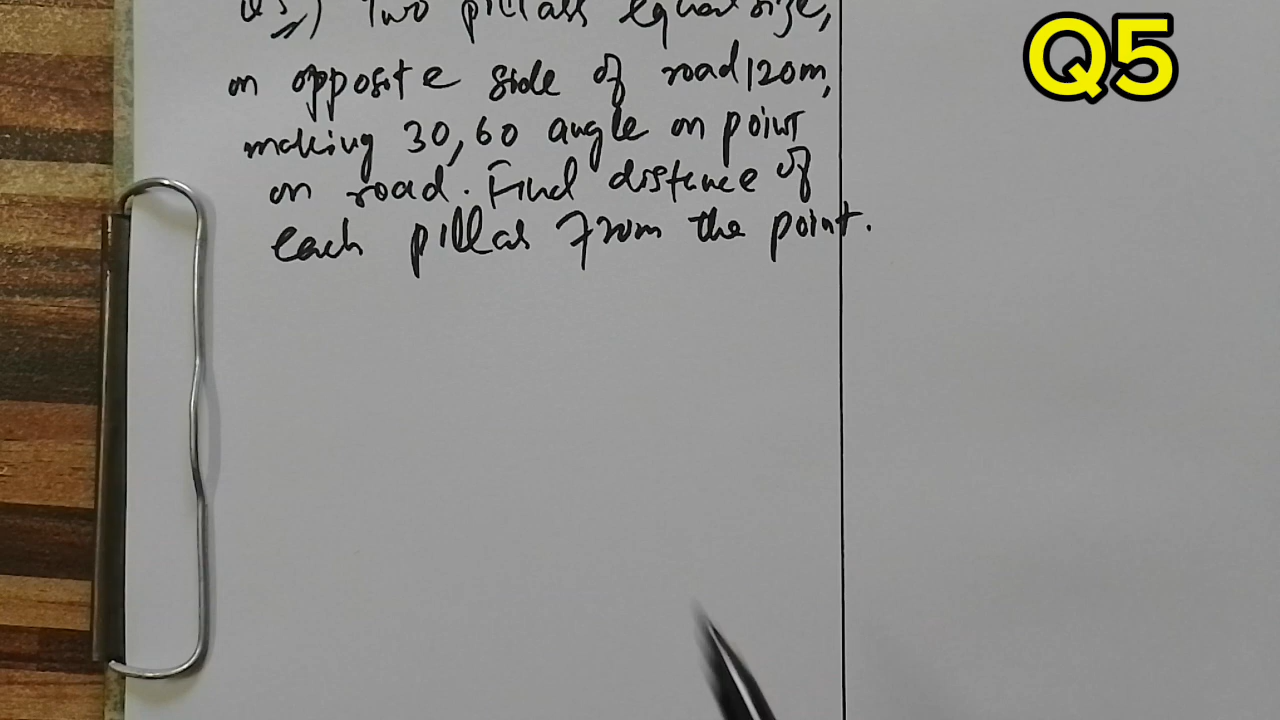 Q5) Two pillars equal size,
on opposite side of road 120m,
making 30, 60 angle on point
on road. Find distance of
each pillar from the point.
Q5